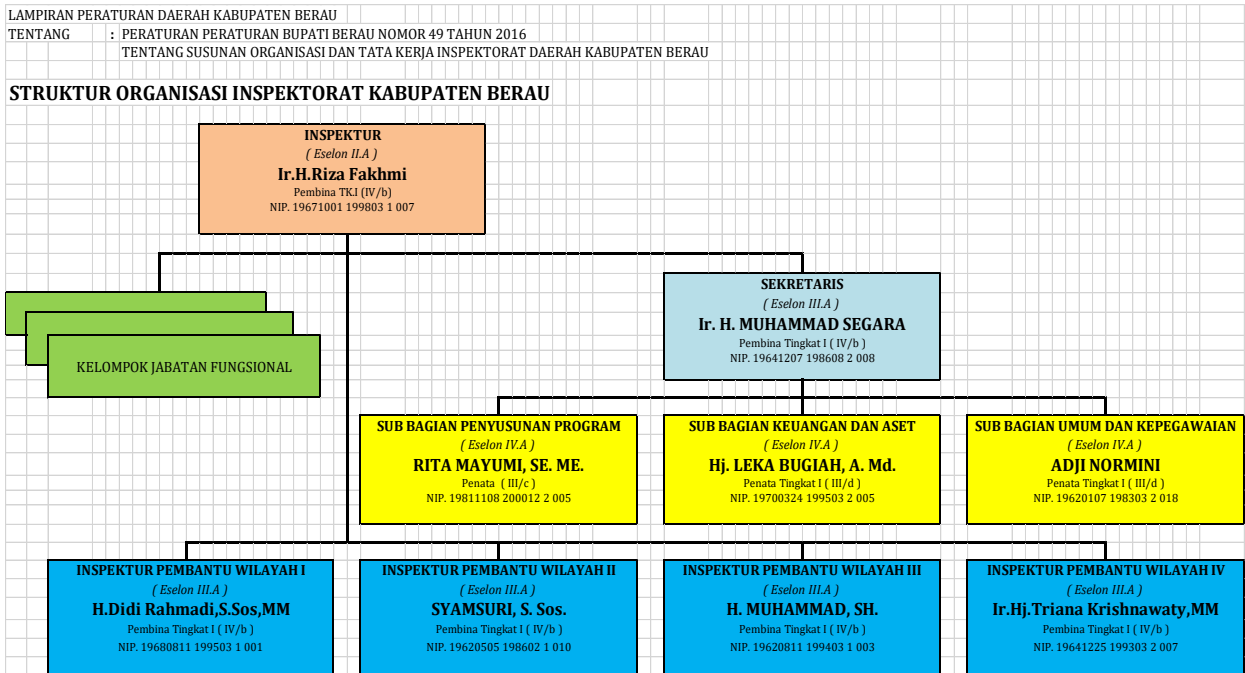 LAMPIRAN PERATURAN DAERAH KABUPATEN BERAU
TENTANG : PERATURAN PERATURAN BUPATI BERAU NOMOR 49 TAHUN 2016
TENTANG SUSUNAN ORGANISASI DAN TATA KERJA INSPEKTORAT DAERAH KABUPATEN BERAU
STRUKTUR ORGANISASI INSPEKTORAT KABUPATEN BERAU
INSPEKTUR
( Eselon II.A )
Ir.H.Riza Fakhmi
Pembina TK.I (IV/b)
NIP. 19671001 199803 1 007
SEKRETARIS
( Eselon III.A )
Ir. H. MUHAMMAD SEGARA
Pembina Tingkat I ( IV/b )
NIP. 19641207 198608 2 008
KELOMPOK JABATAN FUNGSIONAL
SUB BAGIAN PENYUSUNAN PROGRAM
( Eselon IV.A )
RITA MAYUMI, SE. ME.
Penata ( III/c )
NIP. 19811108 200012 2 005
SUB BAGIAN KEUANGAN DAN ASET
( Eselon IV.A )
Hj. LEKA BUGIAH, A. Md.
Penata Tingkat I ( III/d )
NIP. 19700324 199503 2 005
SUB BAGIAN UMUM DAN KEPEGAWAIAN
( Eselon IV.A )
ADJI NORMINI
Penata Tingkat I ( III/d )
NIP. 19620107 198303 2 018
INSPEKTUR PEMBANTU WILAYAH I
( Eselon III.A )
H.Didi Rahmadi,S.Sos,MM
Pembina Tingkat I ( IV/b )
NIP. 19680811 199503 1 001
INSPEKTUR PEMBANTU WILAYAH II
( Eselon III.A )
SYAMSURI, S. Sos.
Pembina Tingkat I ( IV/b )
NIP. 19620505 198602 1 010
INSPEKTUR PEMBANTU WILAYAH III
( Eselon III.A )
H. MUHAMMAD, SH.
Pembina Tingkat I ( IV/b )
NIP. 19620811 199403 1 003
INSPEKTUR PEMBANTU WILAYAH IV
( Eselon III.A )
Ir.Hj.Triana Krishnawaty,MM
Pembina Tingkat I ( IV/b )
NIP. 19641225 199303 2 007